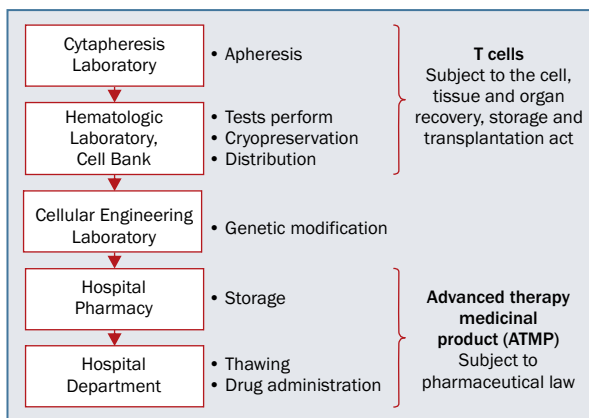 Cytapheresis
Laboratory
• Apheresis
Hematologic
Laboratory,
Cell Bank
• Tests perform
• Cryopreservation
• Distribution
T cells
Subject to the cell,
tissue and organ
recovery, storage and
transplantation act
Cellular Engineering
Laboratory
• Genetic modification
Hospital
Pharmacy
• Storage
Hospital
Department
• Thawing
• Drug administration
Advanced therapy
medicinal
product (ATMP)
Subject to
pharmaceutical law